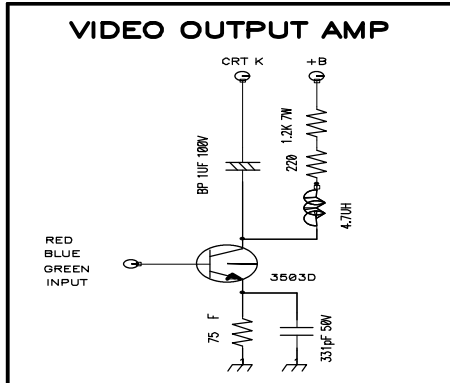 VIDEO OUTPUT AMP
CRT K
+B
1.2K 7W
220
BP 1UF 100V
4.7UH
RED
BLUE
GREEN
INPUT
3503D
75 F
331pF 50V